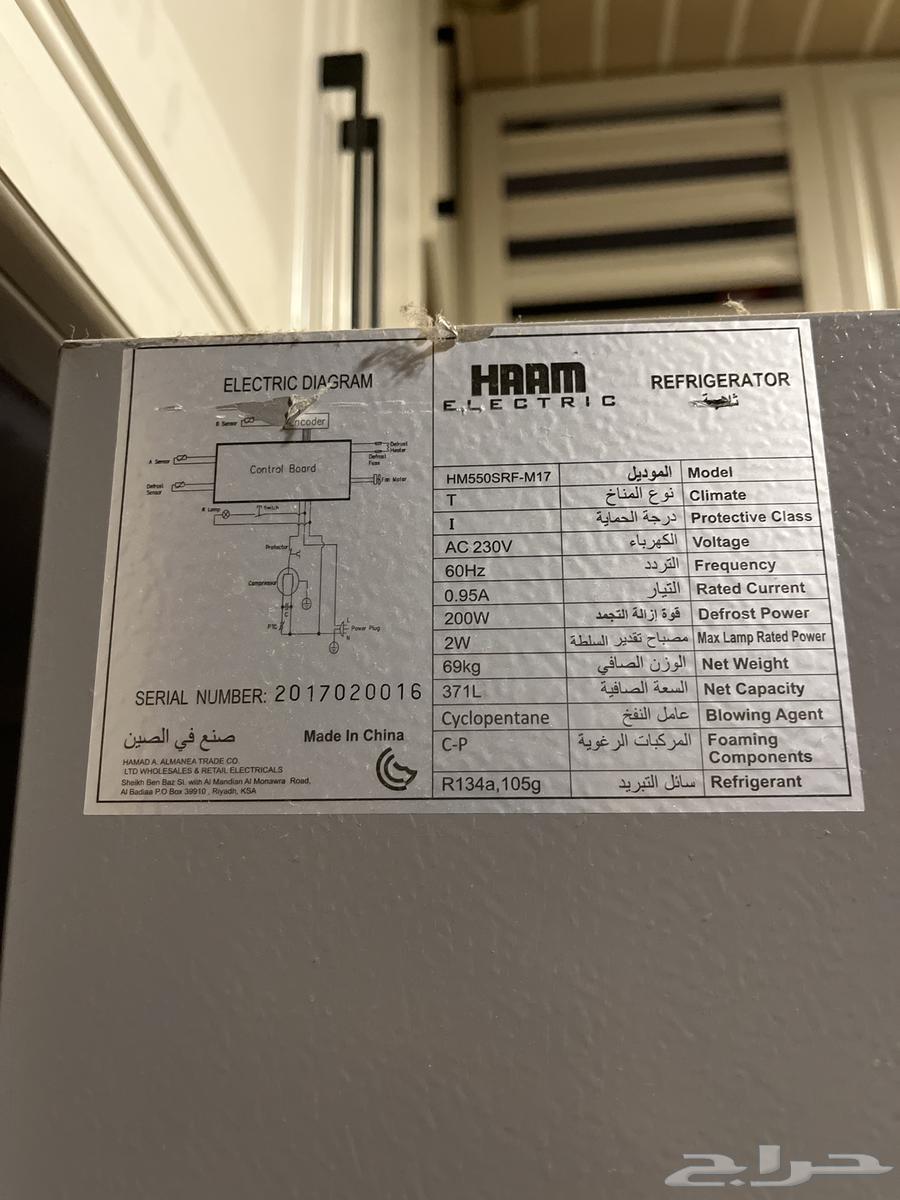 ELECTRIC DIAGRAM
R Sensor
Encoder
A Sensor
Control Board
Defrost Heater
Defrost Fuse
Fan Motor
Defrost Sensor
R Lamp
Switch
Protector
Compressor
C
PTC
L
Power Plug
N
SERIAL NUMBER: 2017020016
صنع في الصين
Made In China
HAMAD A. ALMANEA TRADE CO.
LTD WHOLESALES & RETAIL ELECTRICALS
Sheikh Ben Baz St. with Al Mandian Al Monawra Road,
Al Badiaa P.O Box 39910 , Riyadh, KSA
HAAM
ELECTRIC
REFRIGERATOR
HM550SRF-M17 الموديل Model
T نوع المناخ Climate
I درجة الحماية Protective Class
AC 230V الكهرباء Voltage
60Hz التردد Frequency
0.95A التيار Rated Current
200W قوة إزالة التجمد Defrost Power
2W مصباح تقدير السلطة Max Lamp Rated Power
69kg الوزن الصافي Net Weight
371L السعة الصافية Net Capacity
Cyclopentane عامل النفخ Blowing Agent
C-P المركبات الرغوية Foaming Components
R134a,105g سائل التبريد Refrigerant
حراج